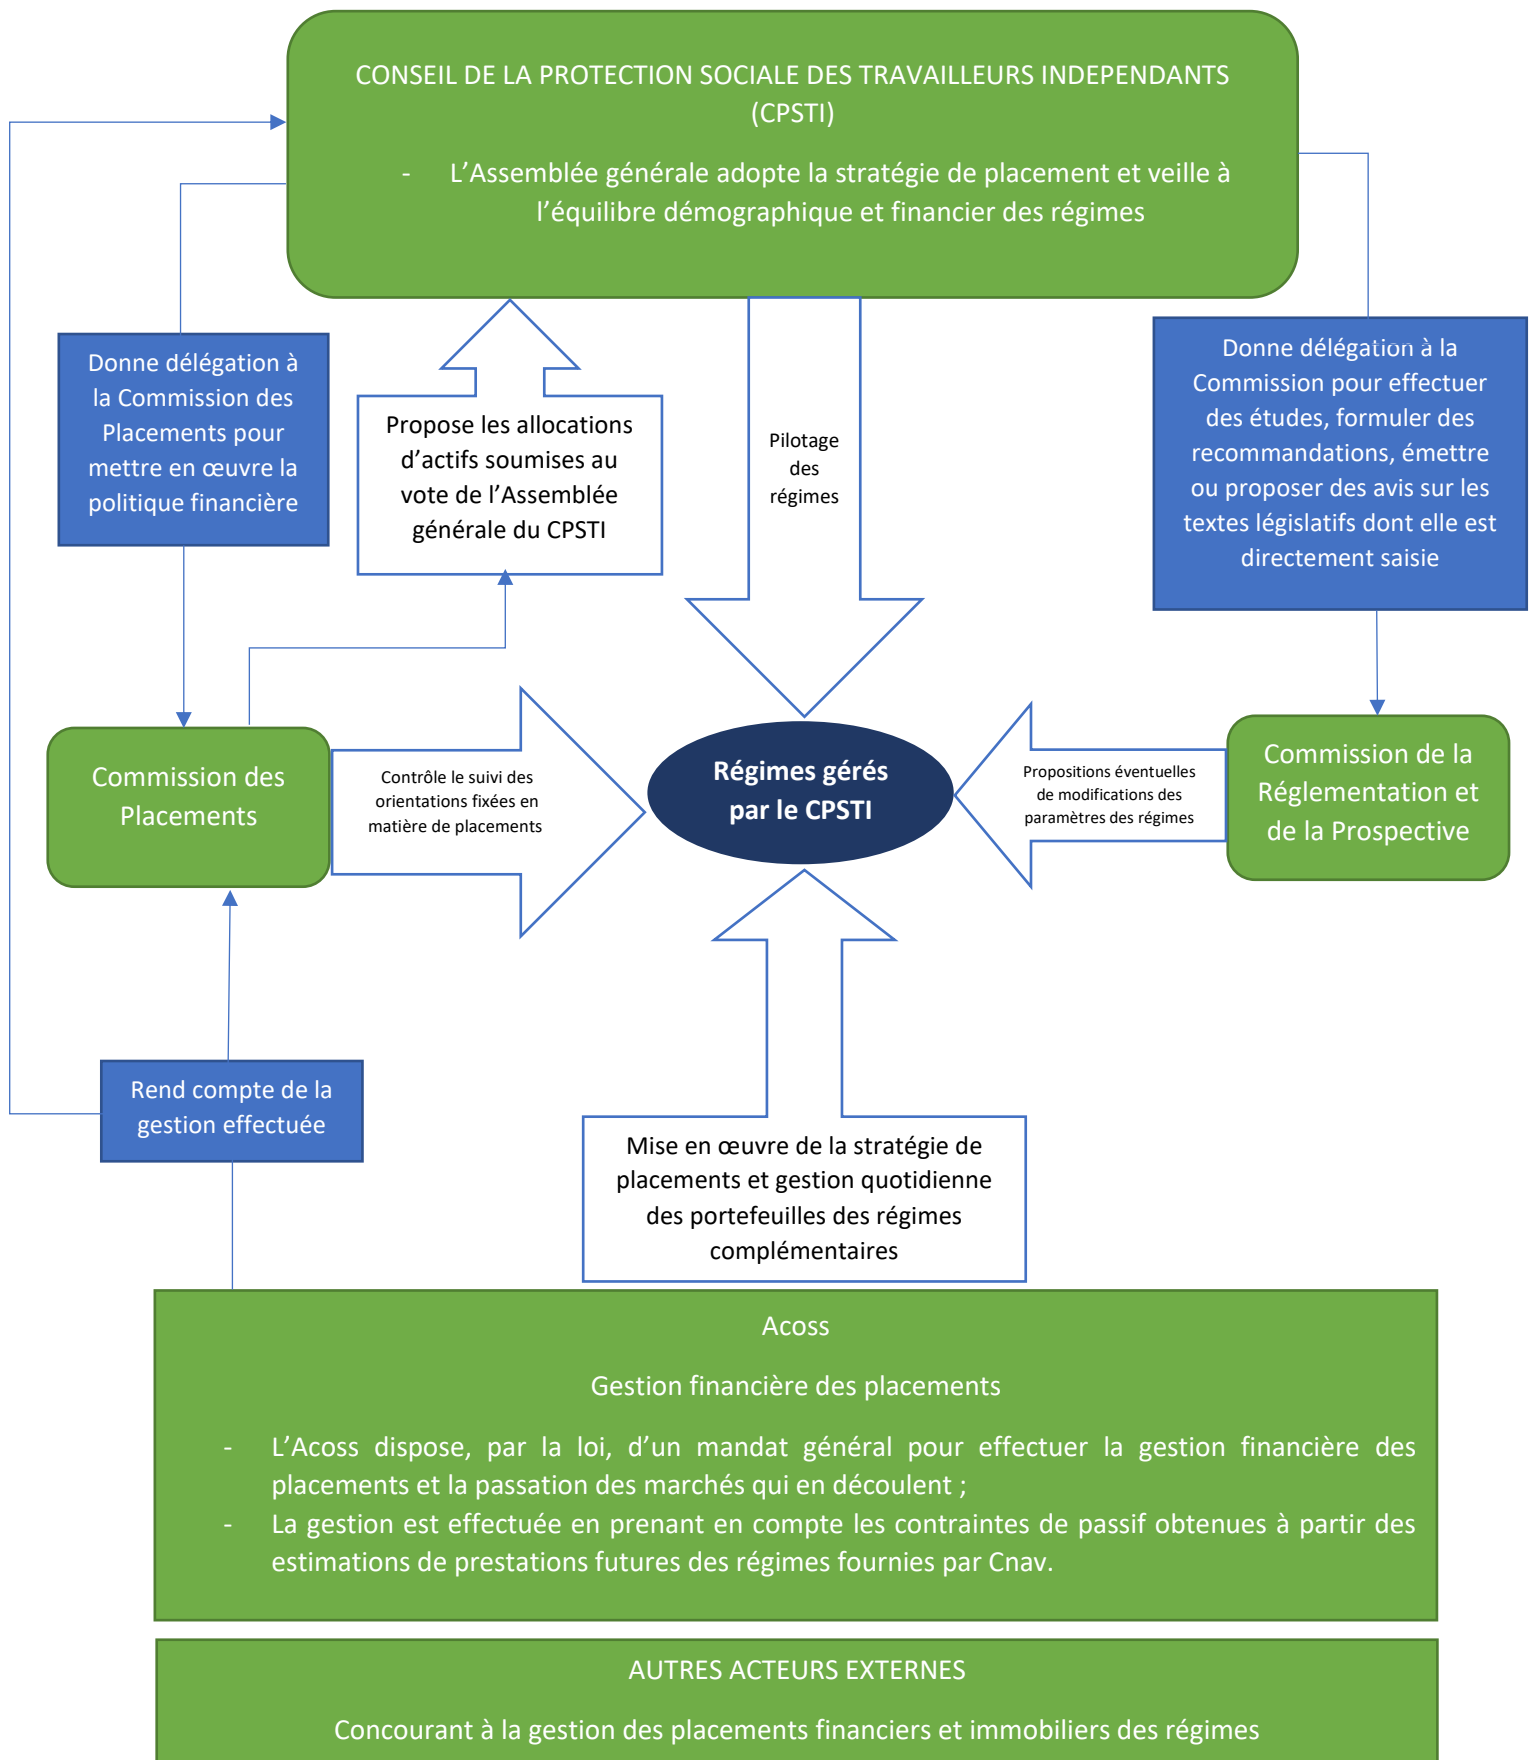 CONSEIL DE LA PROTECTION SOCIALE DES TRAVAILLEURS INDEPENDANTS
(CPSTI)
- L’Assemblée générale adopte la stratégie de placement et veille à
l’équilibre démographique et financier des régimes
Donne délégation à
la Commission des
Placements pour
mettre en œuvre la
politique financière
Propose les allocations
d’actifs soumises au
vote de l’Assemblée
générale du CPSTI
Pilotage
des
régimes
Donne délégation à la
Commission pour effectuer
des études, formuler des
recommandations, émettre
ou proposer des avis sur les
textes législatifs dont elle est
directement saisie
Commission des
Placements
Contrôle le suivi des
orientations fixées en
matière de placements
Régimes gérés
par le CPSTI
Propositions éventuelles
de modifications des
paramètres des régimes
Commission de la
Réglementation et
de la Prospective
Rend compte de la
gestion effectuée
Mise en œuvre de la stratégie de
placements et gestion quotidienne
des portefeuilles des régimes
complémentaires
Acoss
Gestion financière des placements
- L’Acoss dispose, par la loi, d’un mandat général pour effectuer la gestion financière des
placements et la passation des marchés qui en découlent ;
- La gestion est effectuée en prenant en compte les contraintes de passif obtenues à partir des
estimations de prestations futures des régimes fournies par Cnav.
AUTRES ACTEURS EXTERNES
Concourant à la gestion des placements financiers et immobiliers des régimes